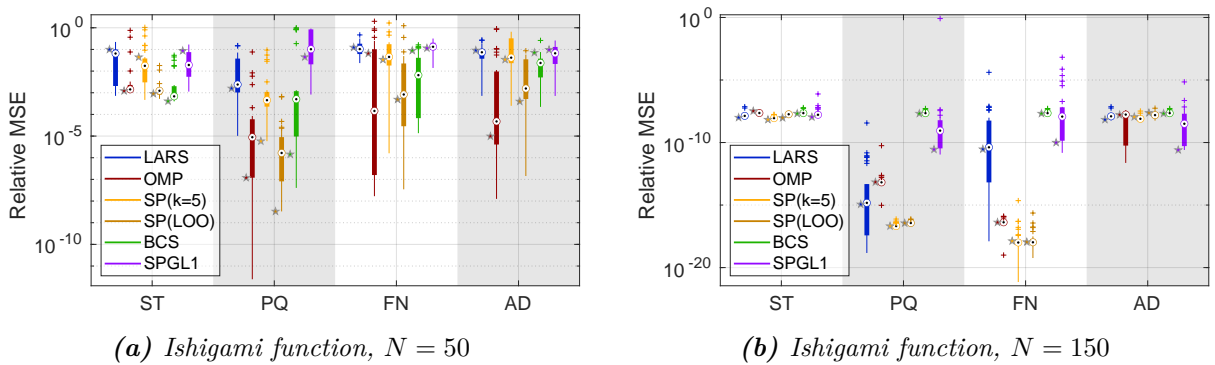 10^0
10^-5
10^-10
Relative MSE
LARS
OMP
SP(k=5)
SP(LOO)
BCS
SPGL1
ST PQ FN AD
(a) Ishigami function, N = 50
10^0
10^-10
10^-20
Relative MSE
LARS
OMP
SP(k=5)
SP(LOO)
BCS
SPGL1
ST PQ FN AD
(b) Ishigami function, N = 150